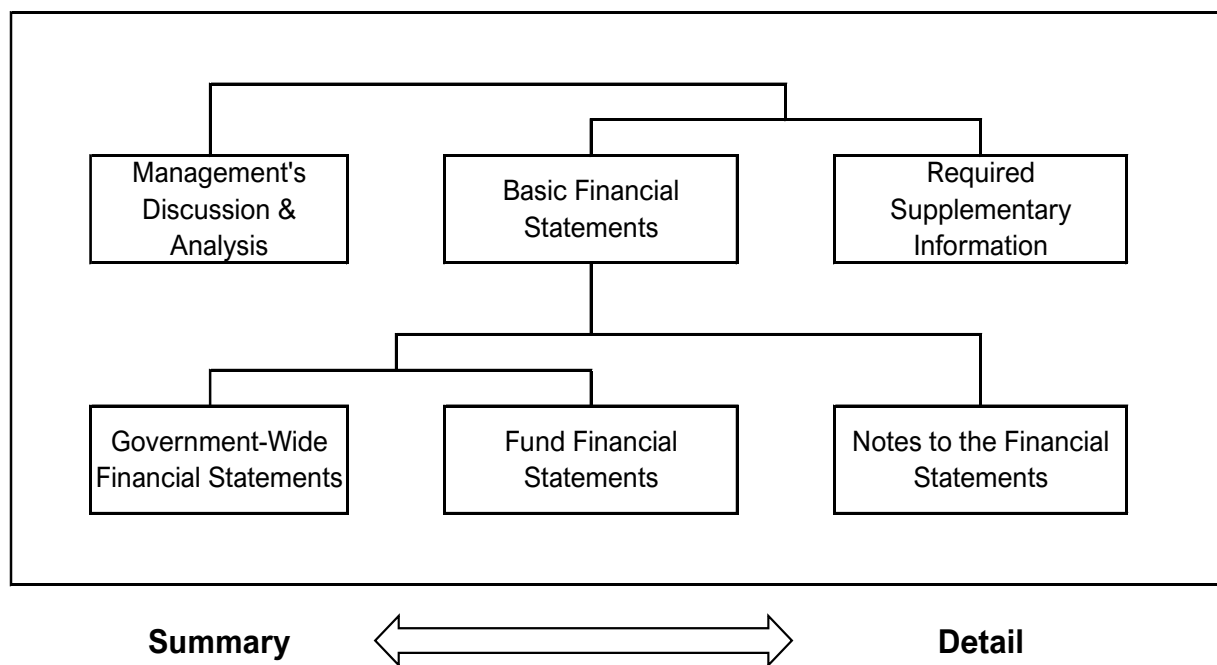 Management's
Discussion &
Analysis
Basic Financial
Statements
Required
Supplementary
Information
Government-Wide
Financial Statements
Fund Financial
Statements
Notes to the Financial
Statements
Summary
Detail